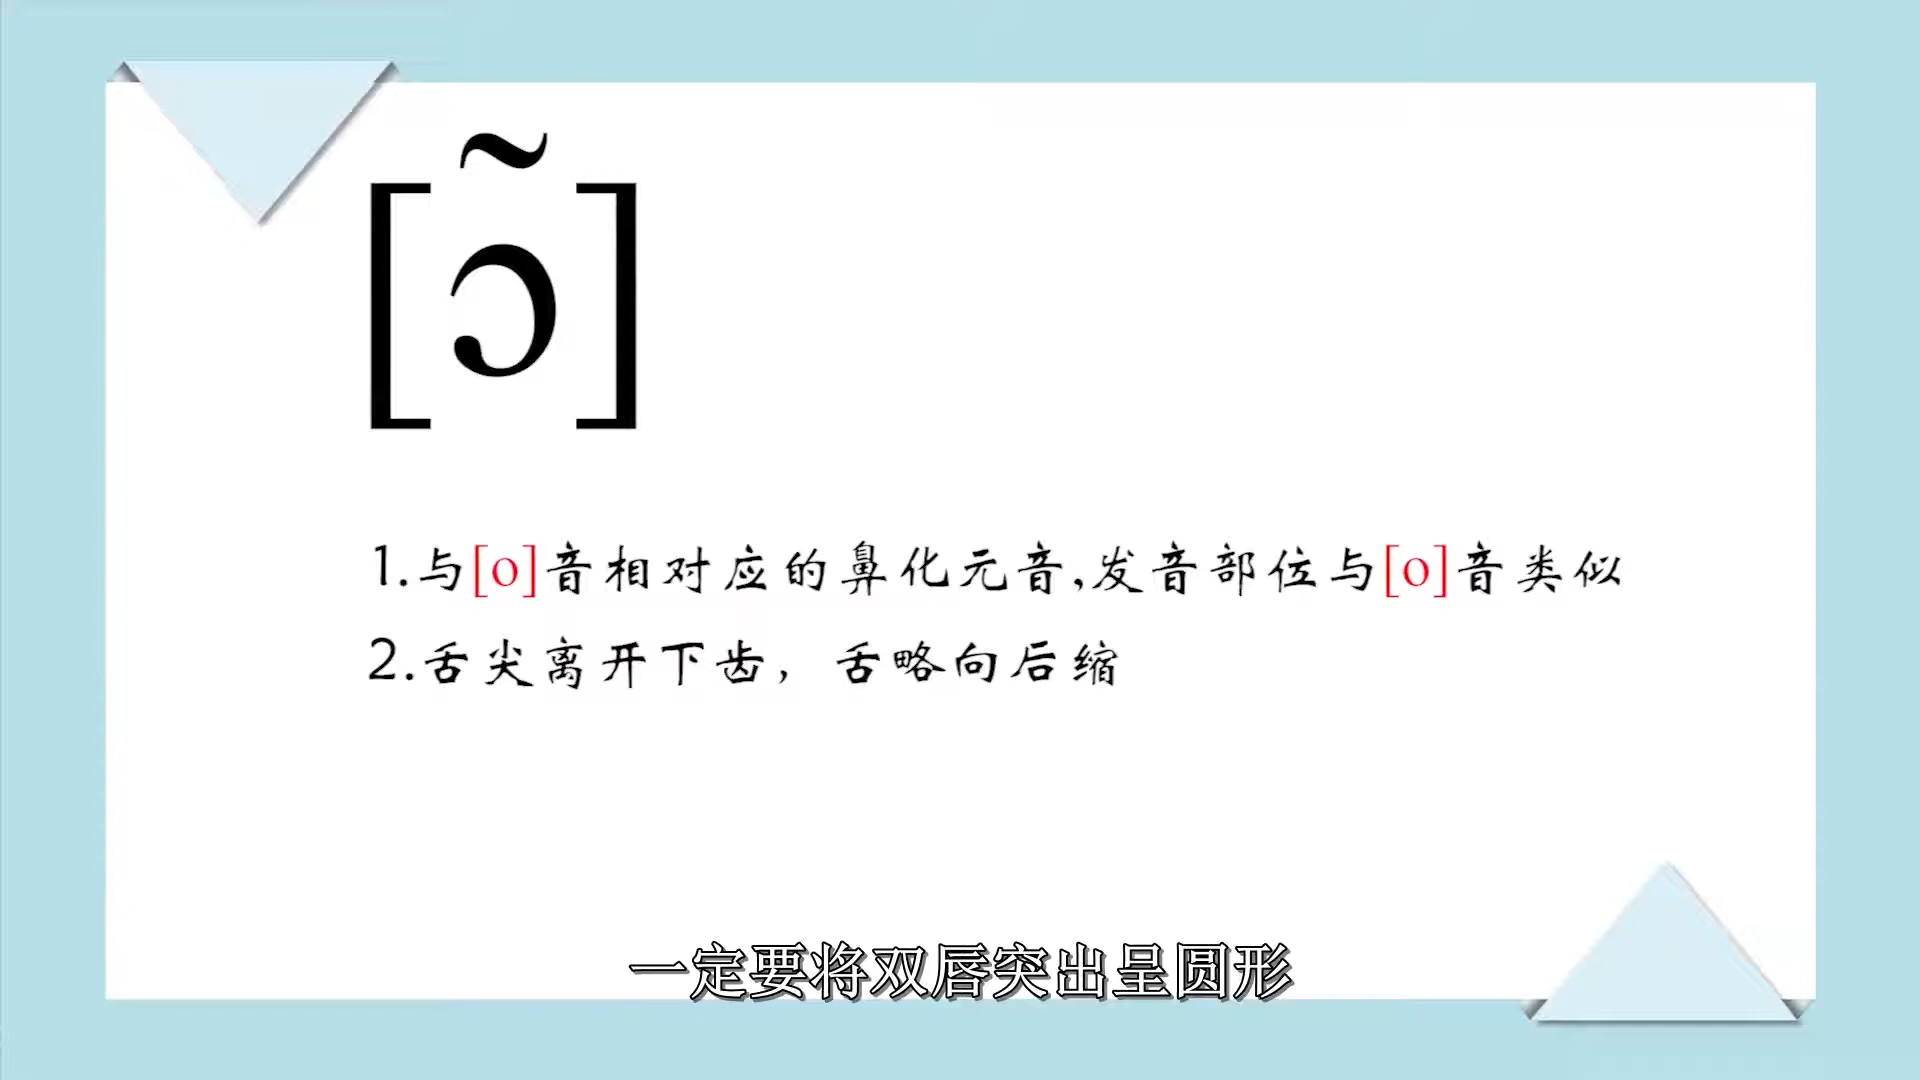 [ɔ̃]
1.与[o]音相对应的鼻化元音,发音部位与[o]音类似
2.舌尖离开下齿，舌略向后缩
一定要将双唇突出呈圆形